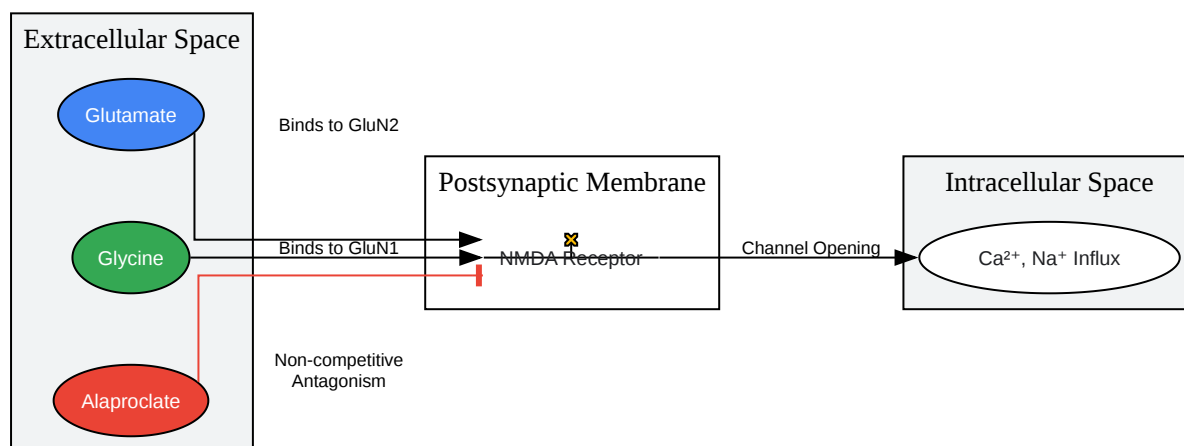 Extracellular Space
Glutamate
Binds to GluN2
Postsynaptic Membrane
Intracellular Space
Glycine
Binds to GluN1
NMDA Receptor
Channel Opening
Ca²⁺, Na⁺ Influx
Non-competitive
Antagonism
Alaproclate